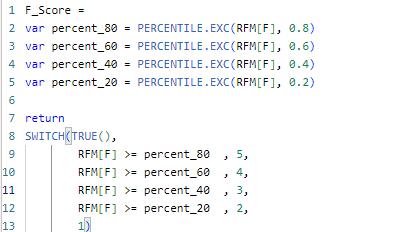 1 F_Score =
2 var percent_80 = PERCENTILE.EXC(RFM[F], 0.8)
3 var percent_60 = PERCENTILE.EXC(RFM[F], 0.6)
4 var percent_40 = PERCENTILE.EXC(RFM[F], 0.4)
5 var percent_20 = PERCENTILE.EXC(RFM[F], 0.2)
6
7 return
8 SWITCH(TRUE(),
9 RFM[F] >= percent_80 , 5,
10 RFM[F] >= percent_60 , 4,
11 RFM[F] >= percent_40 , 3,
12 RFM[F] >= percent_20 , 2,
13 1)